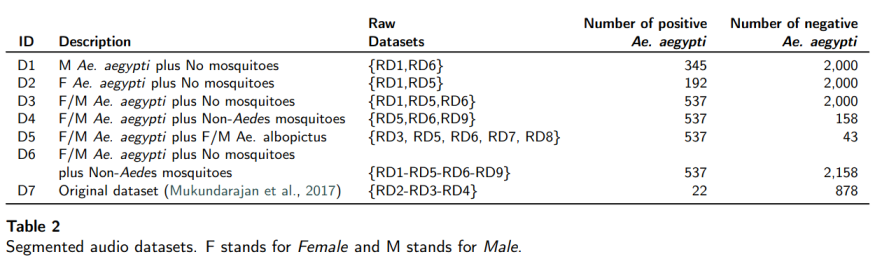 Raw Number of positive Number of negative
ID Description Datasets Ae. aegypti Ae. aegypti
D1 M Ae. aegypti plus No mosquitoes {RD1,RD6} 345 2,000
D2 F Ae. aegypti plus No mosquitoes {RD1,RD5} 192 2,000
D3 F/M Ae. aegypti plus No mosquitoes {RD1,RD5,RD6} 537 2,000
D4 F/M Ae. aegypti plus Non-Aedes mosquitoes {RD5,RD6,RD9} 537 158
D5 F/M Ae. aegypti plus F/M Ae. albopictus {RD3, RD5, RD6, RD7, RD8} 537 43
D6 F/M Ae. aegypti plus No mosquitoes
plus Non-Aedes mosquitoes {RD1-RD5-RD6-RD9} 537 2,158
D7 Original dataset (Mukundarajan et al., 2017) {RD2-RD3-RD4} 22 878
Table 2
Segmented audio datasets. F stands for Female and M stands for Male.